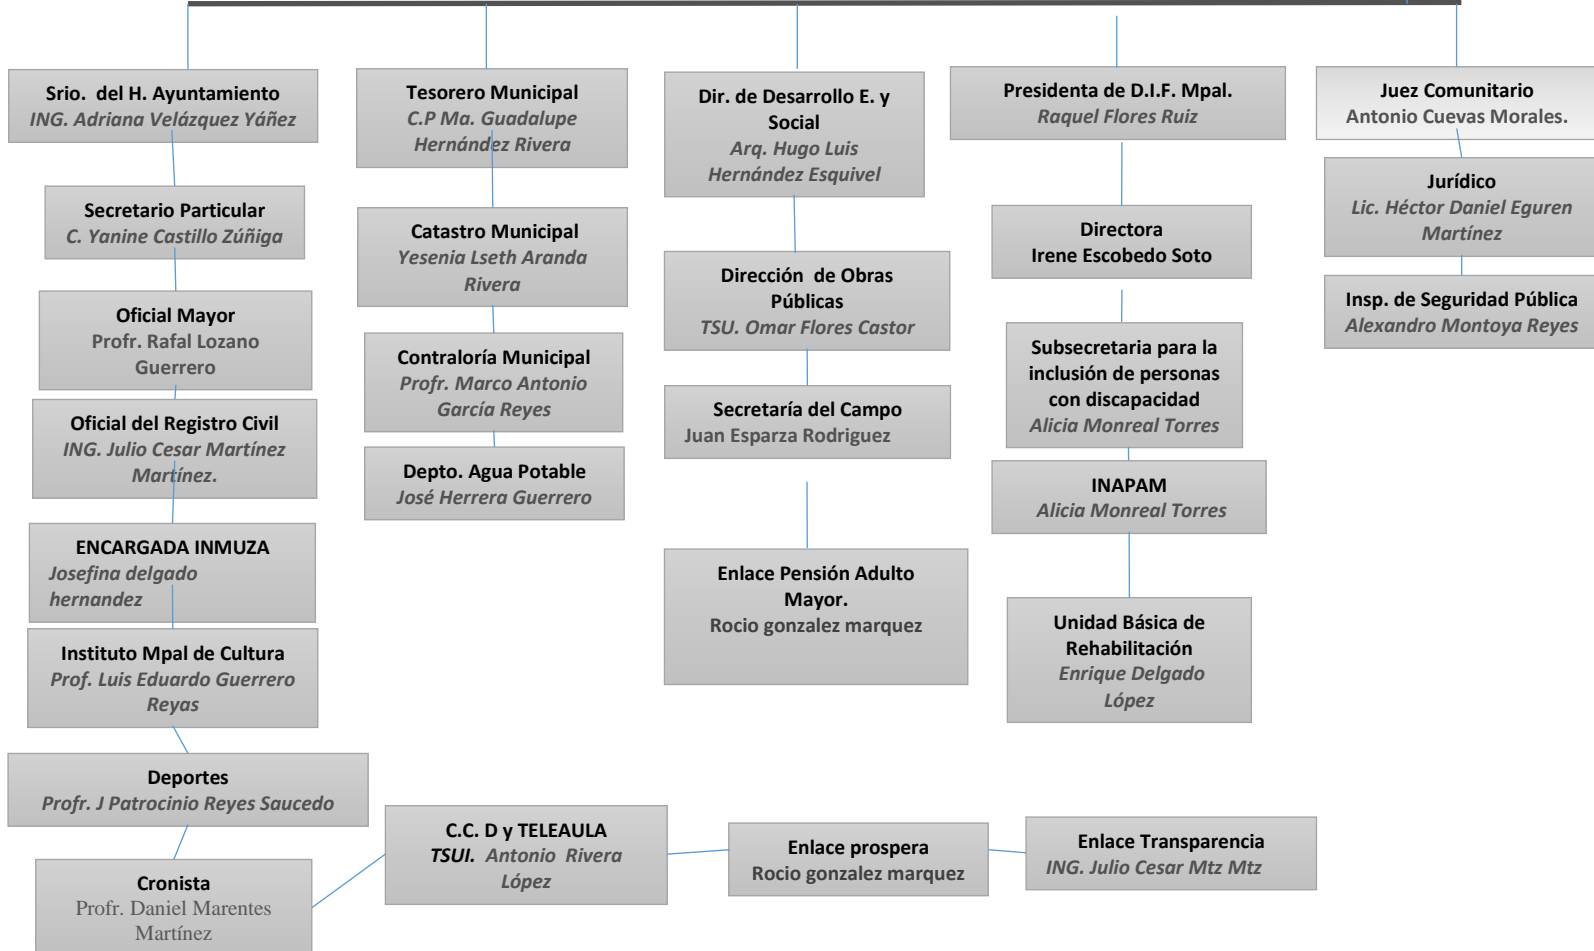 Srio. del H. Ayuntamiento
ING. Adriana Velázquez Yáñez
Secretario Particular
C. Yanine Castillo Zúñiga
Oficial Mayor
Profr. Rafal Lozano
Guerrero
Oficial del Registro Civil
ING. Julio Cesar Martínez
Martínez.
ENCARGADA INMUZA
Josefina delgado
hernandez
Instituto Mpal de Cultura
Prof. Luis Eduardo Guerrero
Reyas
Deportes
Profr. J Patrocinio Reyes Saucedo
Cronista
Profr. Daniel Marentes
Martínez
Tesorero Municipal
C.P Ma. Guadalupe
Hernández Rivera
Catastro Municipal
Yesenia Lseth Aranda
Rivera
Contraloría Municipal
Profr. Marco Antonio
García Reyes
Depto. Agua Potable
José Herrera Guerrero
Dir. de Desarrollo E. y
Social
Arq. Hugo Luis
Hernández Esquivel
Dirección de Obras
Públicas
TSU. Omar Flores Castor
Secretaría del Campo
Juan Esparza Rodriguez
Enlace Pensión Adulto
Mayor.
Rocio gonzalez marquez
Presidenta de D.I.F. Mpal.
Raquel Flores Ruiz
Directora
Irene Escobedo Soto
Subsecretaria para la
inclusión de personas
con discapacidad
Alicia Monreal Torres
INAPAM
Alicia Monreal Torres
Unidad Básica de
Rehabilitación
Enrique Delgado
López
Juez Comunitario
Antonio Cuevas Morales.
Jurídico
Lic. Héctor Daniel Eguren
Martínez
Insp. de Seguridad Pública
Alexandro Montoya Reyes
C.C. D y TELEAULA
TSUI. Antonio Rivera
López
Enlace prospera
Rocio gonzalez marquez
Enlace Transparencia
ING. Julio Cesar Mtz Mtz